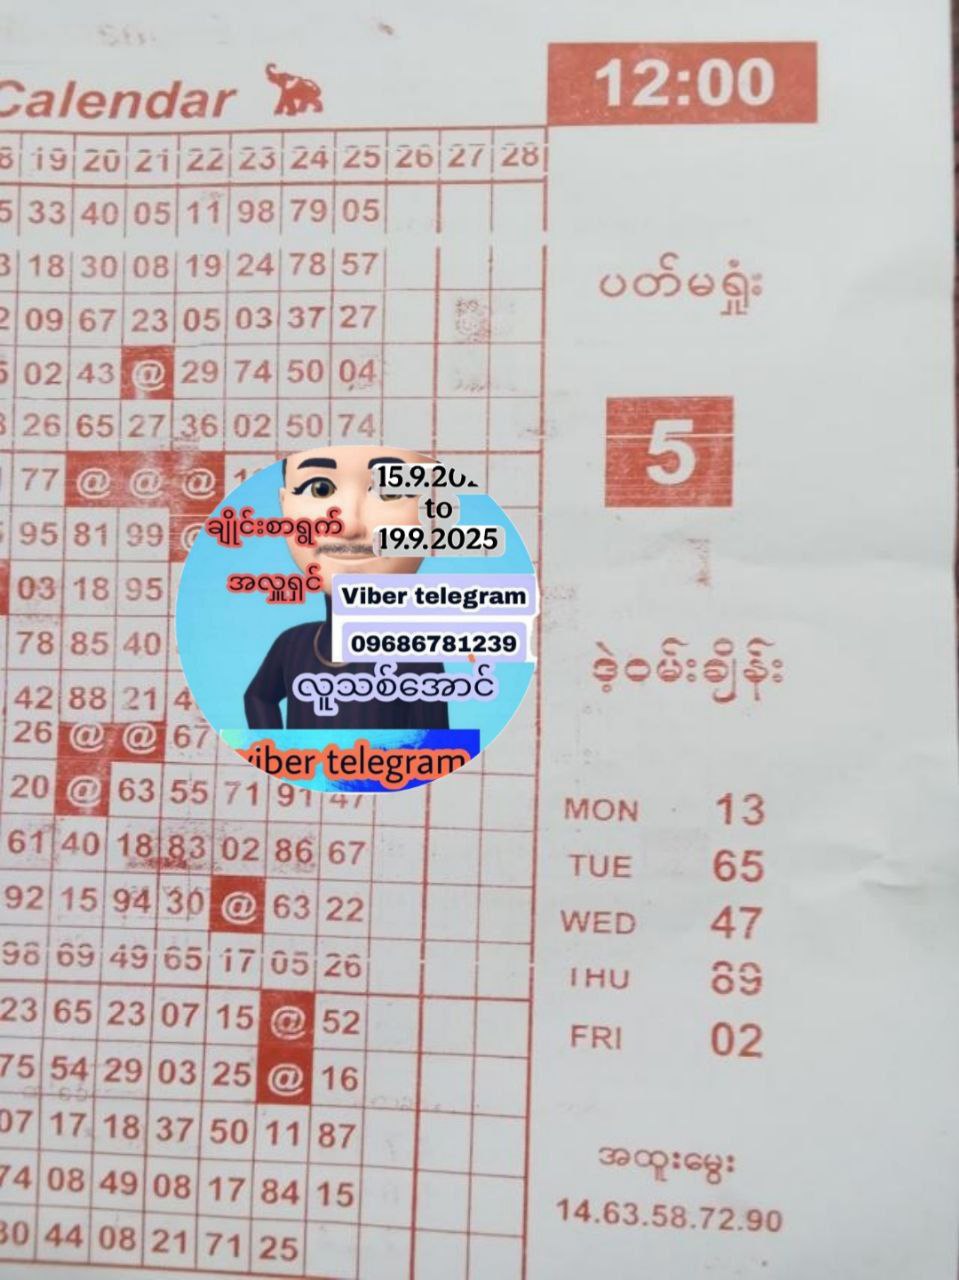 Calendar
12:00
8 19 20 21 22 23 24 25 26 27 28
5 33 40 05 11 98 79 05
3 18 30 08 19 24 78 57
2 09 67 23 05 03 37 27
02 43 @ 29 74 50 04
26 65 27 36 02 50 74
77 @ @ @
95 81 99
03 18 95
78 85 40
42 88 21
26 @ @ 67
20 @ 63 55 71 91 47
61 40 18 83 02 86 67
92 15 94 30 @ 63 22
98 69 49 65 17 05 26
23 65 23 07 15 @ 52
75 54 29 03 25 @ 16
07 17 18 37 50 11 87
74 08 49 08 17 84 15
30 44 08 21 71 25
15.9.202
to
19.9.2025
ချိုင်းစာရွက်
အလှူရှင်
Viber telegram
09686781239
လူသစ်အောင်
viber telegram
ပတ်မရှုံး
5
ဒဲ့ဝမ်းချိန်း
MON 13
TUE 65
WED 47
THU 89
FRI 02
အထူးမွေး
14.63.58.72.90